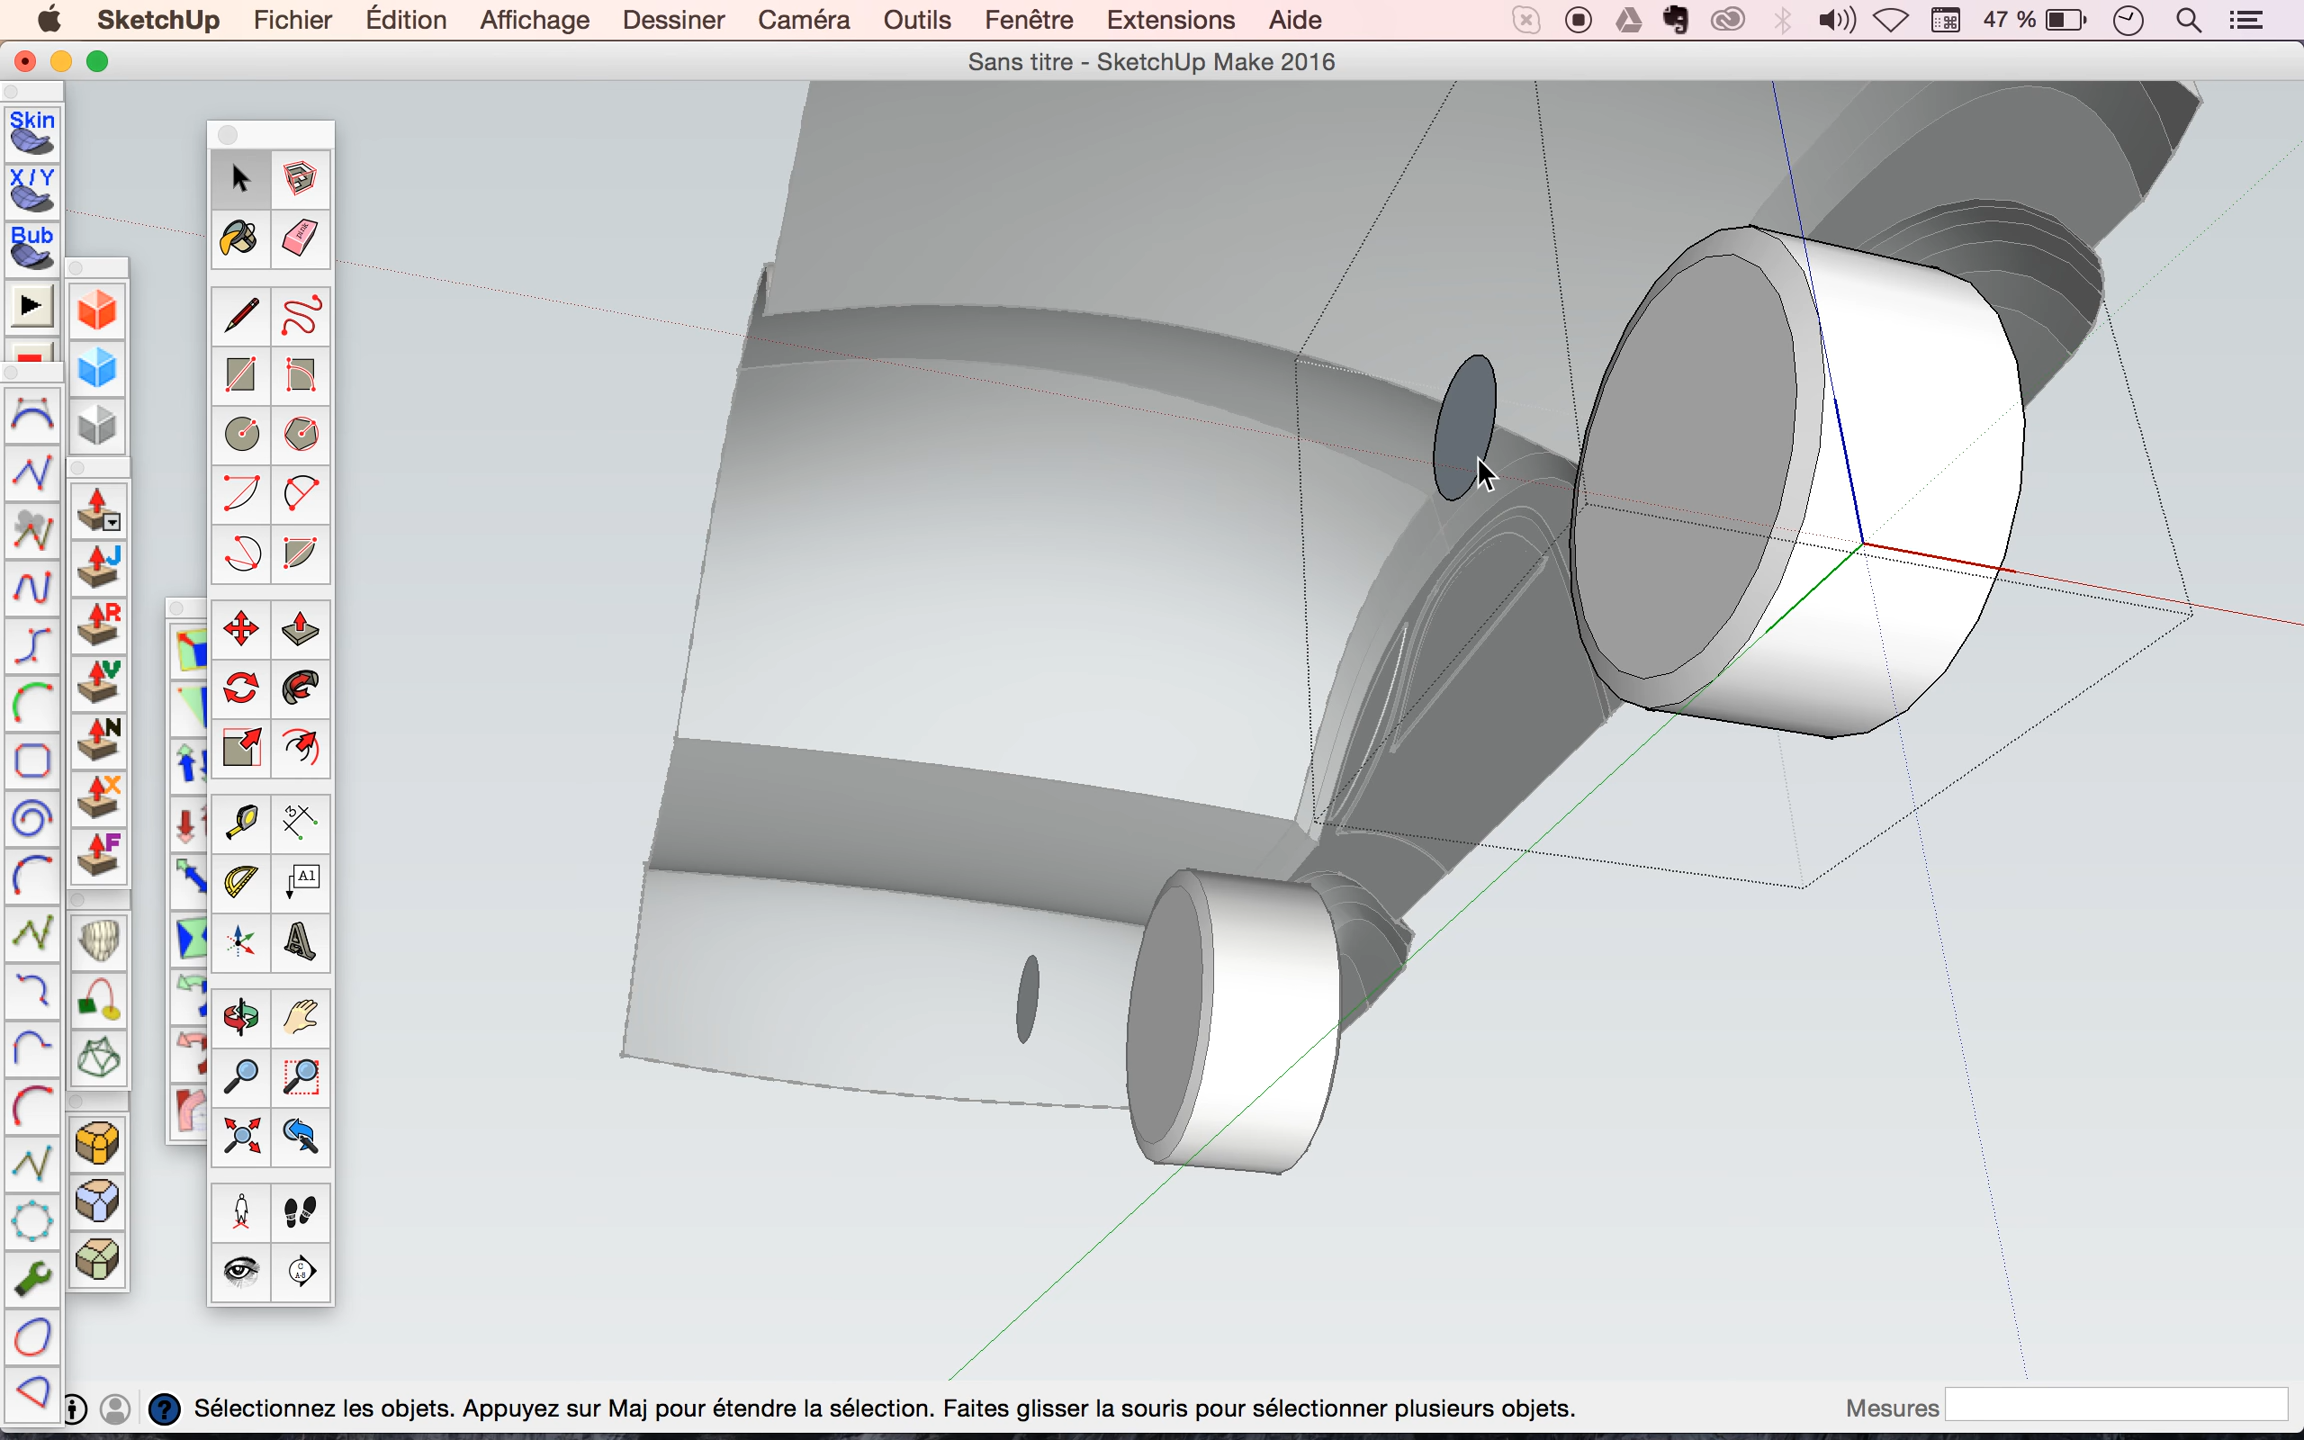 SketchUp Fichier Édition Affichage Dessiner Caméra Outils Fenêtre Extensions Aide 47 %
Sans titre - SketchUp Make 2016
Skin
X / Y
Bub
J
R
V
N
X
F
A1
Sélectionnez les objets. Appuyez sur Maj pour étendre la sélection. Faites glisser la souris pour sélectionner plusieurs objets.
Mesures